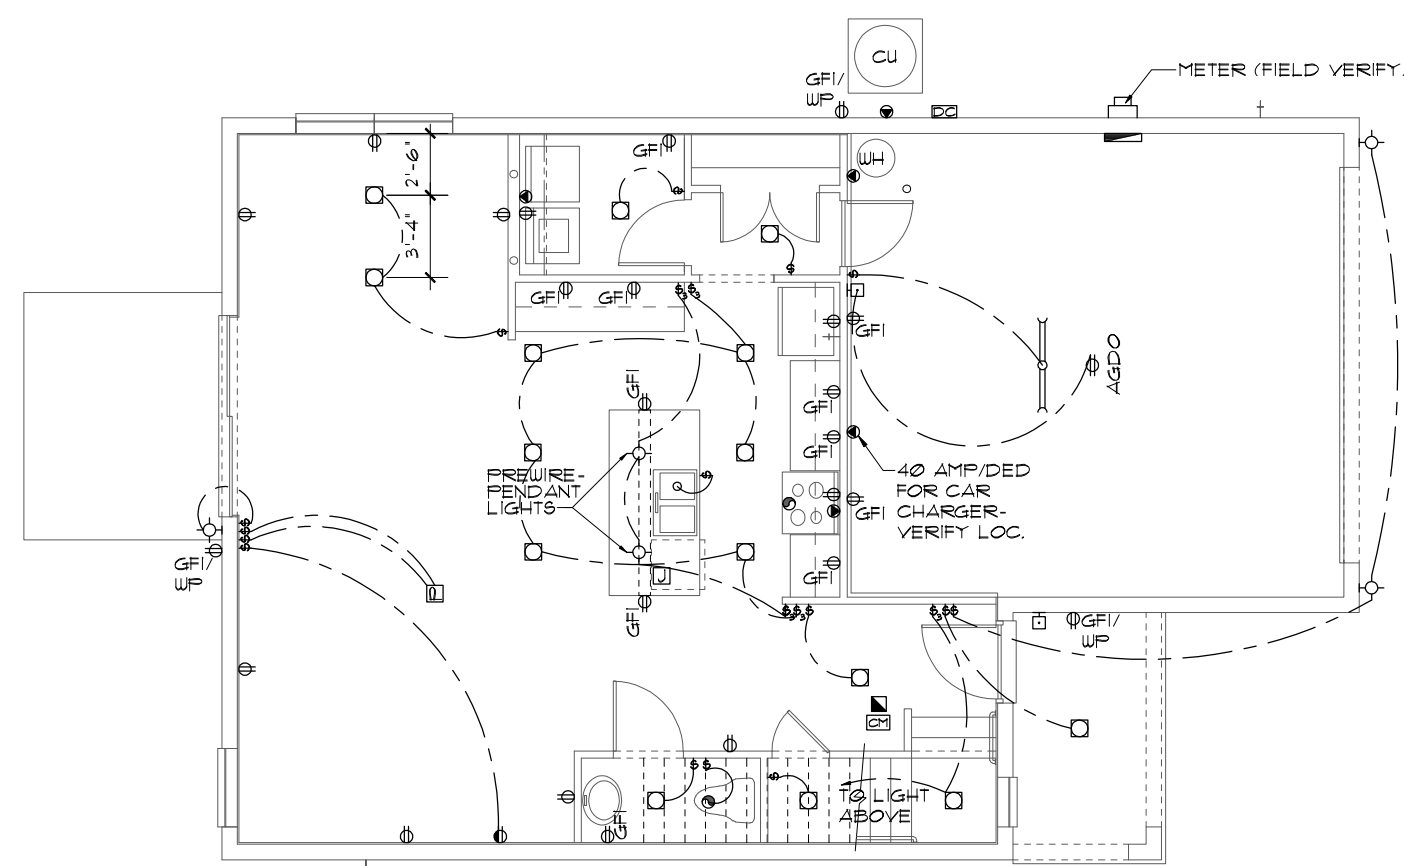 CU
METER (FIELD VERIFY.
GFI/
WP
DC
WH
GFI
2'-6"
3'-4"
GFI
GFI
GFI
AGDO
GFI
GFI
GFI
PREWIRE-
PENDANT
LIGHTS
40 AMP/DED
FOR CAR
CHARGER-
VERIFY LOC.
GFI
GFI/
WP
J
GFI
GFI
GFI/
WP
CM
TO LIGHT
ABOVE
GFI